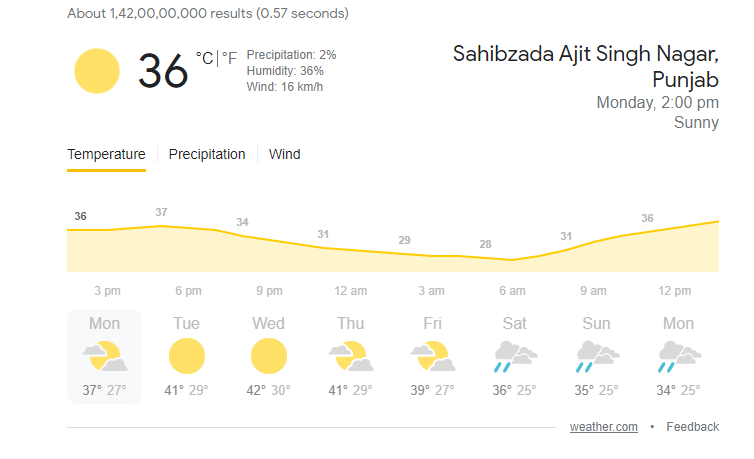 About 1,42,00,00,000 results (0.57 seconds)
36 °C | °F
Precipitation: 2%
Humidity: 36%
Wind: 16 km/h
Sahibzada Ajit Singh Nagar,
Punjab
Monday, 2:00 pm
Sunny
Temperature Precipitation Wind
36 37 34 31 29 28 31 36
3 pm 6 pm 9 pm 12 am 3 am 6 am 9 am 12 pm
Mon Tue Wed Thu Fri Sat Sun Mon
37° 27° 41° 29° 42° 30° 41° 29° 39° 27° 36° 25° 35° 25° 34° 25°
weather.com • Feedback